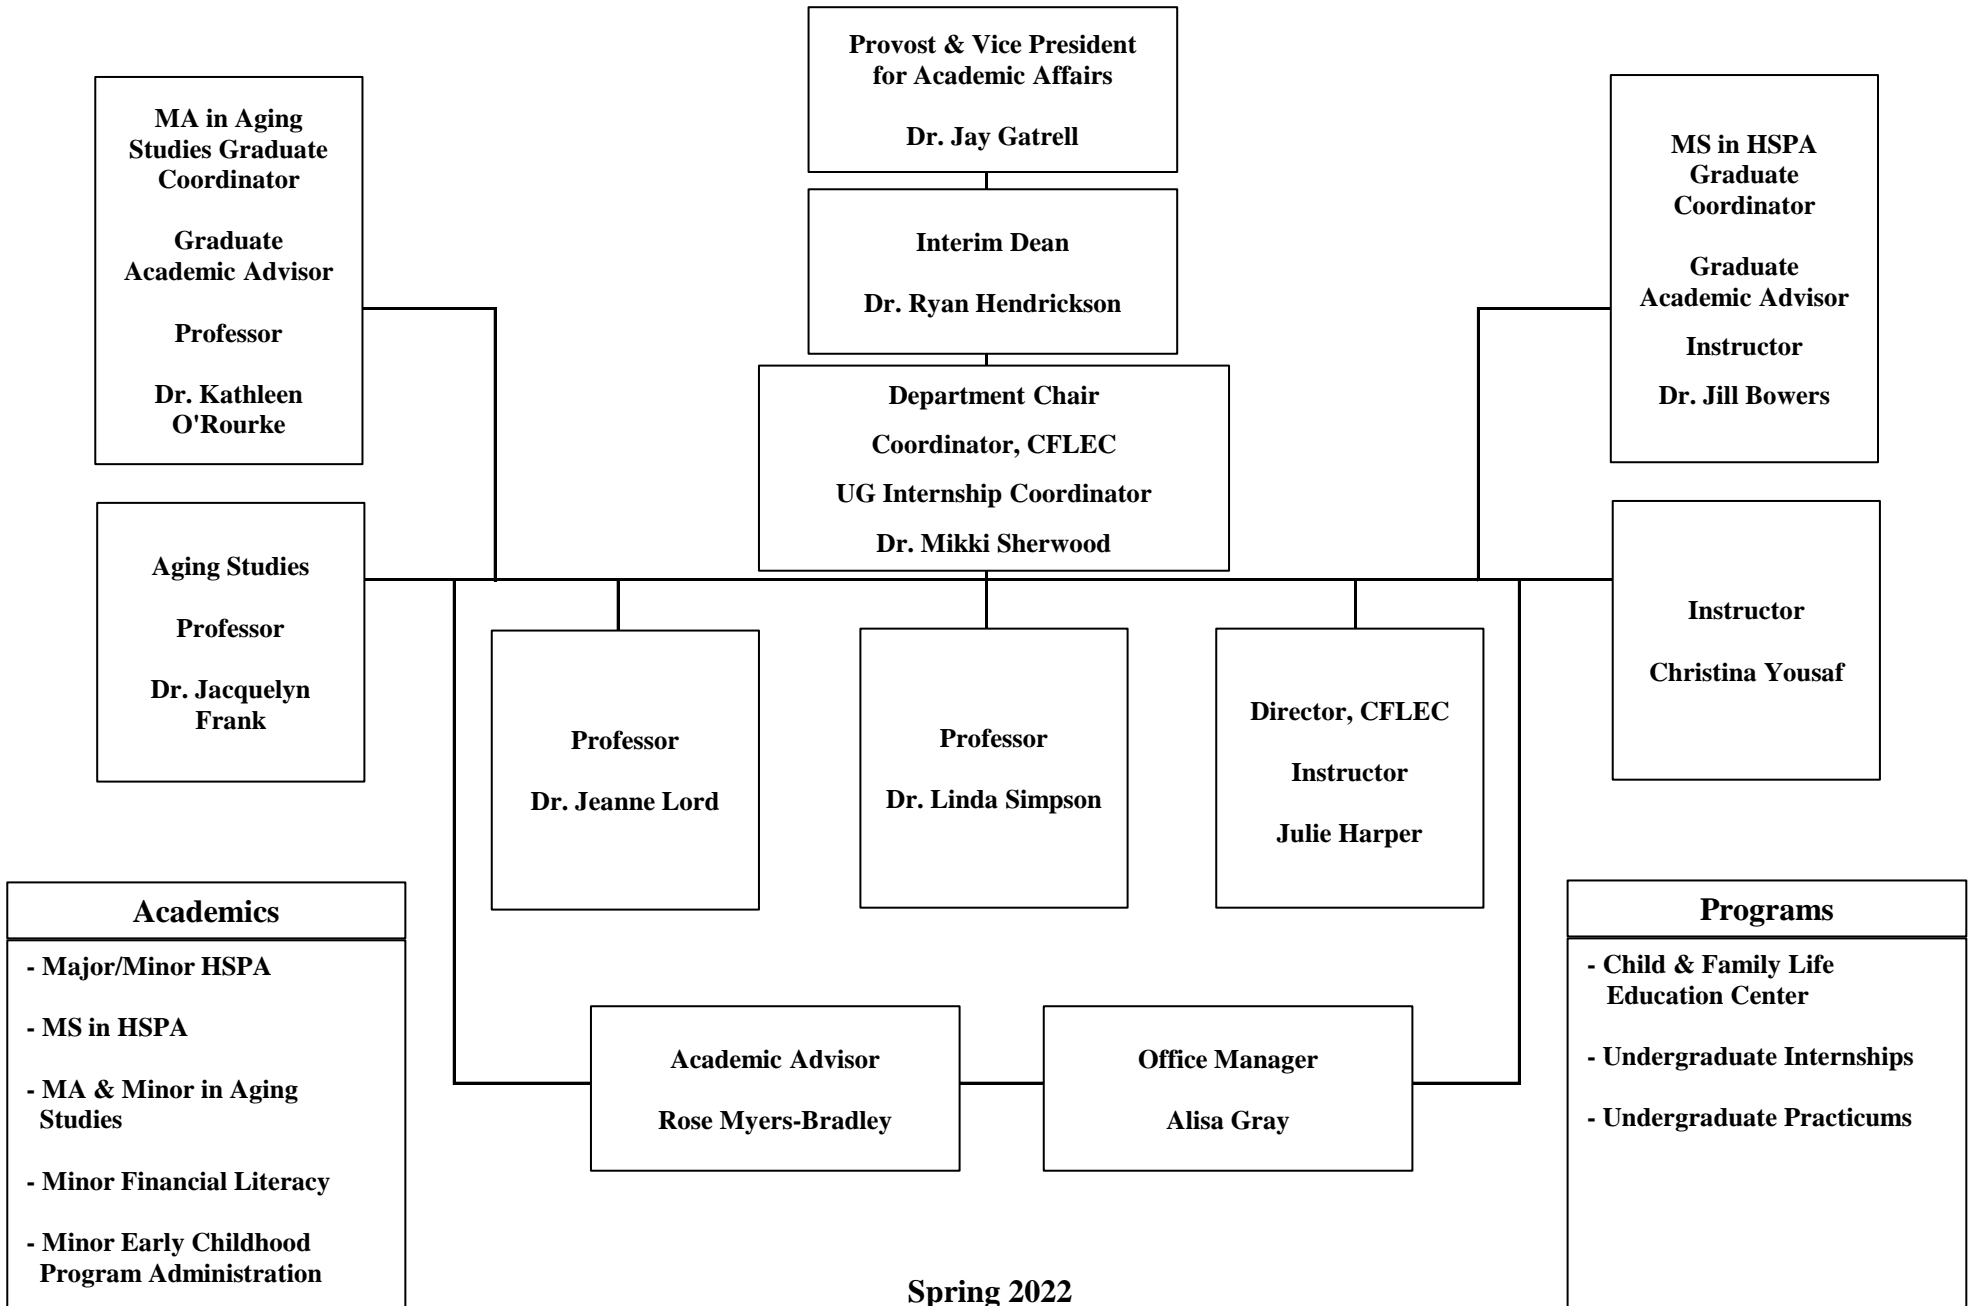 Provost & Vice President
for Academic Affairs
Dr. Jay Gatrell
MA in Aging
Studies Graduate
Coordinator
Graduate
Academic Advisor
Professor
Dr. Kathleen
O'Rourke
MS in HSPA
Graduate
Coordinator
Graduate
Academic Advisor
Instructor
Dr. Jill Bowers
Interim Dean
Dr. Ryan Hendrickson
Department Chair
Coordinator, CFLEC
UG Internship Coordinator
Dr. Mikki Sherwood
Aging Studies
Professor
Dr. Jacquelyn
Frank
Instructor
Christina Yousaf
Professor
Dr. Jeanne Lord
Professor
Dr. Linda Simpson
Director, CFLEC
Instructor
Julie Harper
Academics
- Major/Minor HSPA
- MS in HSPA
- MA & Minor in Aging
Studies
- Minor Financial Literacy
- Minor Early Childhood
Program Administration
Academic Advisor
Rose Myers-Bradley
Office Manager
Alisa Gray
Programs
- Child & Family Life
Education Center
- Undergraduate Internships
- Undergraduate Practicums
Spring 2022